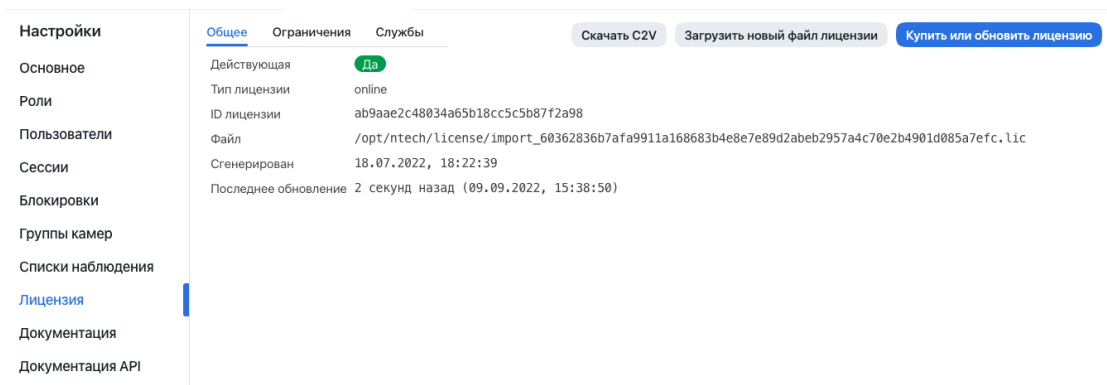 Настройки
Основное
Роли
Пользователи
Сессии
Блокировки
Группы камер
Списки наблюдения
Лицензия
Документация
Документация API
Общее Ограничения Службы
Скачать C2V Загрузить новый файл лицензии Купить или обновить лицензию
Действующая Да
Тип лицензии online
ID лицензии ab9aae2c48034a65b18cc5c5b87f2a98
Файл /opt/ntech/license/import_60362836b7afa9911a168683b4e8e7e89d2abeb2957a4c70e2b4901d085a7efc.lic
Сгенерирован 18.07.2022, 18:22:39
Последнее обновление 2 секунд назад (09.09.2022, 15:38:50)